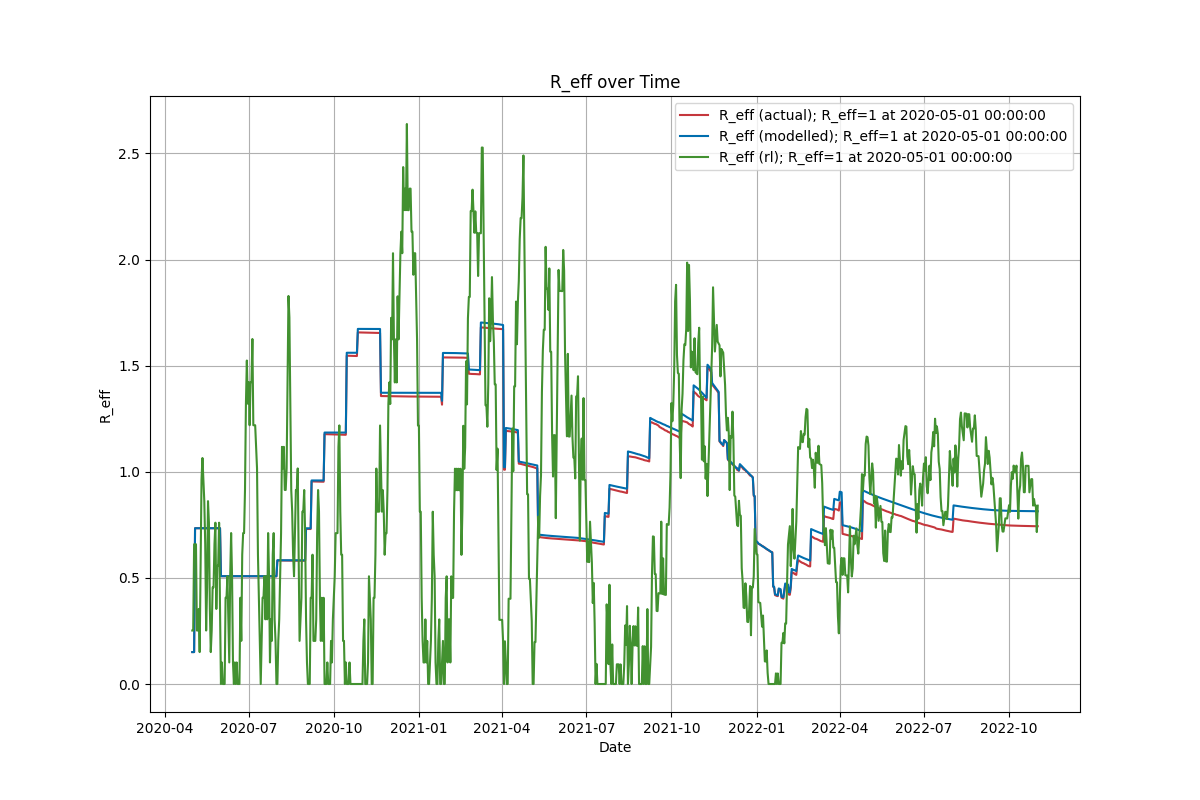 R_eff over Time
R_eff (actual); R_eff=1 at 2020-05-01 00:00:00
R_eff (modelled); R_eff=1 at 2020-05-01 00:00:00
R_eff (rl); R_eff=1 at 2020-05-01 00:00:00
2.5
2.0
1.5
1.0
0.5
0.0
R_eff
2020-04 2020-07 2020-10 2021-01 2021-04 2021-07 2021-10 2022-01 2022-04 2022-07 2022-10
Date